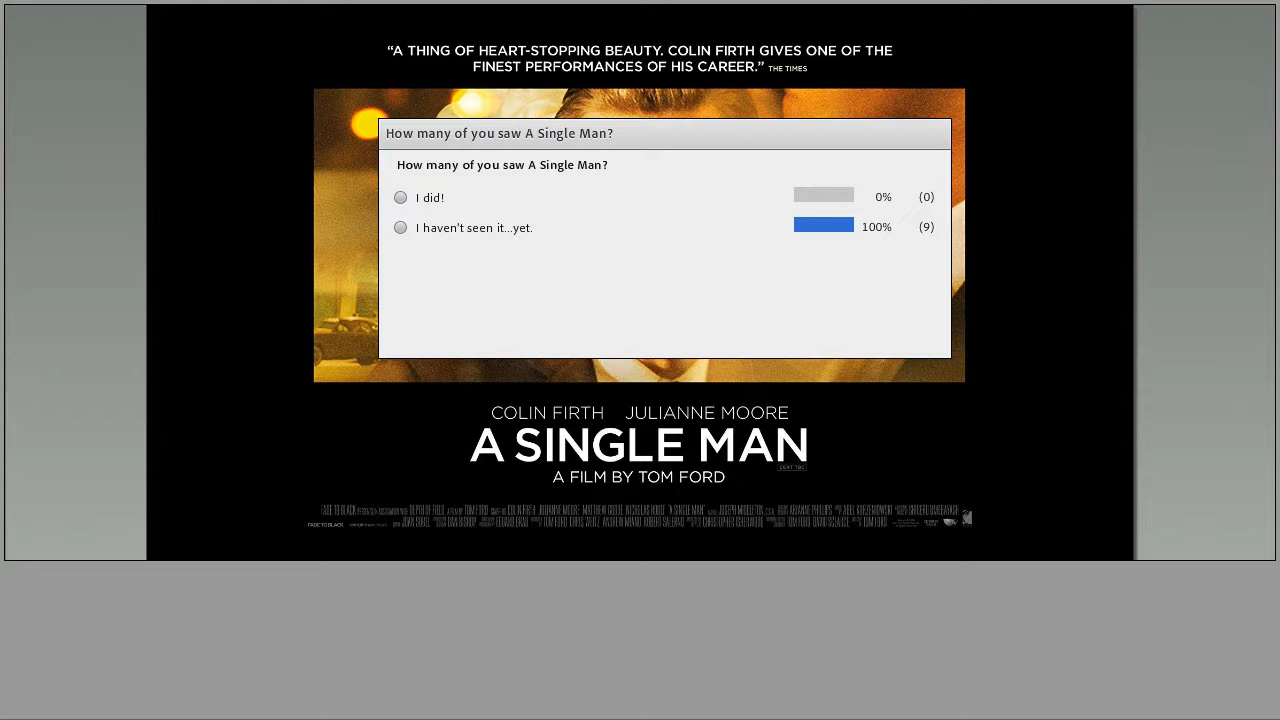 “A THING OF HEART-STOPPING BEAUTY. COLIN FIRTH GIVES ONE OF THE
FINEST PERFORMANCES OF HIS CAREER.” THE TIMES
How many of you saw A Single Man?
How many of you saw A Single Man?
I did! 0% (0)
I haven't seen it...yet. 100% (9)
COLIN FIRTH JULIANNE MOORE
A SINGLE MAN
CERT TBC
A FILM BY TOM FORD